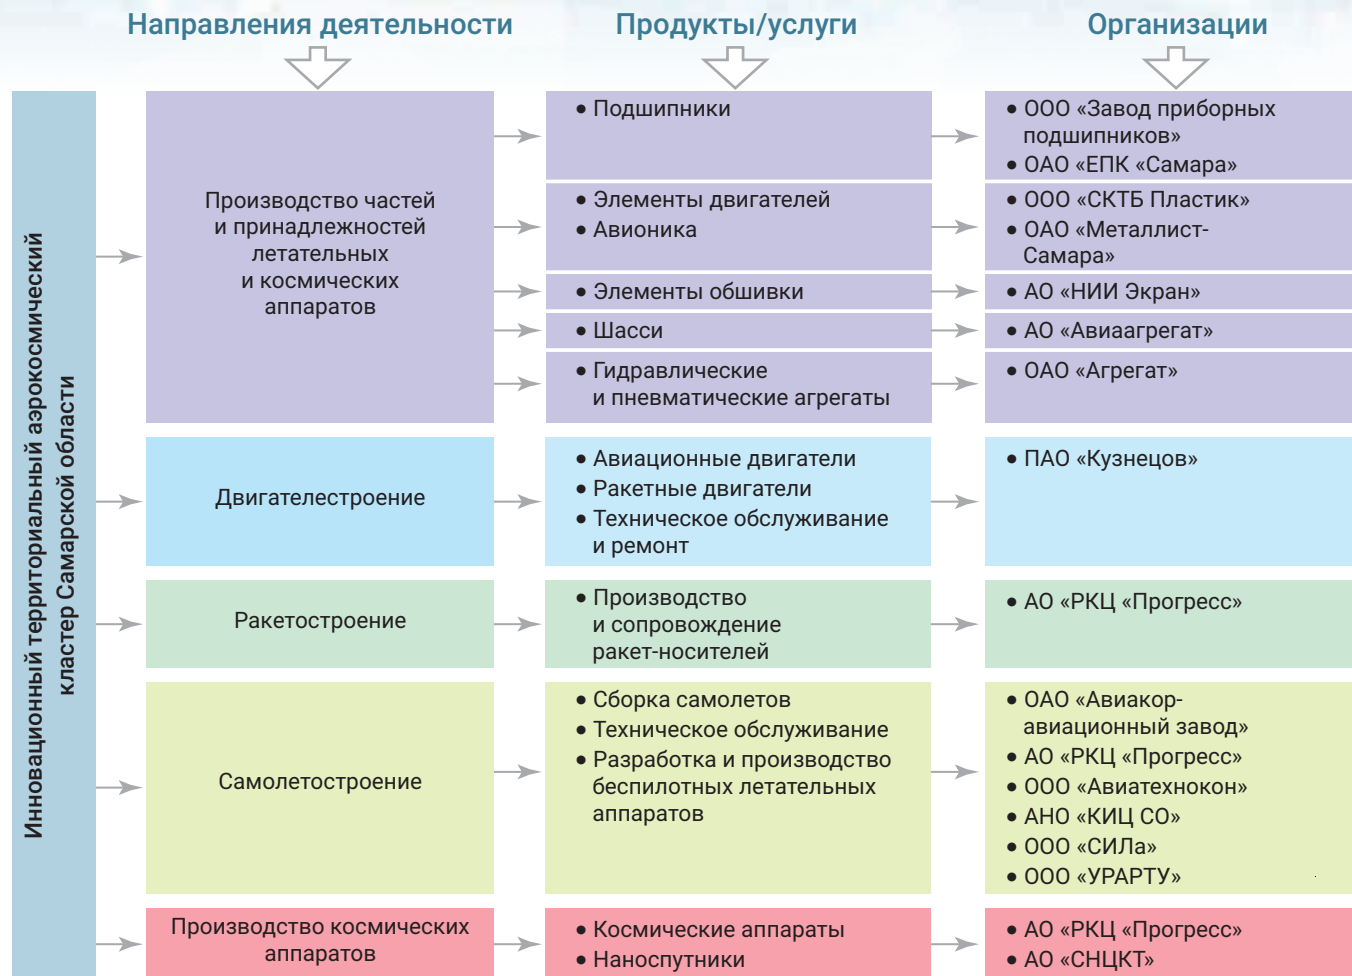 Направления деятельности
Продукты/услуги
Организации
Инновационный территориальный аэрокосмический
кластер Самарской области
Производство частей
и принадлежностей
летательных
и космических
аппаратов
• Подшипники
• ООО «Завод приборных
подшипников»
• ОАО «ЕПК «Самара»
• Элементы двигателей
• Авионика
• ООО «СКТБ Пластик»
• ОАО «Металлист-
Самара»
• Элементы обшивки
• АО «НИИ Экран»
• Шасси
• АО «Авиаагрегат»
• Гидравлические
и пневматические агрегаты
• ОАО «Агрегат»
Двигателестроение
• Авиационные двигатели
• Ракетные двигатели
• Техническое обслуживание
и ремонт
• ПАО «Кузнецов»
Ракетостроение
• Производство
и сопровождение
ракет-носителей
• АО «РКЦ «Прогресс»
Самолетостроение
• Сборка самолетов
• Техническое обслуживание
• Разработка и производство
беспилотных летательных
аппаратов
• ОАО «Авиакор-
авиационный завод»
• АО «РКЦ «Прогресс»
• ООО «Авиатехнокон»
• АНО «КИЦ СО»
• ООО «СИЛа»
• ООО «УРАРТУ»
Производство космических
аппаратов
• Космические аппараты
• Наноспутники
• АО «РКЦ «Прогресс»
• АО «СНЦКТ»